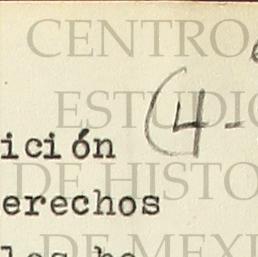 CENTRO
ESTUDIO
(4-
ición
DE HISTO
erechos
DE MEXI